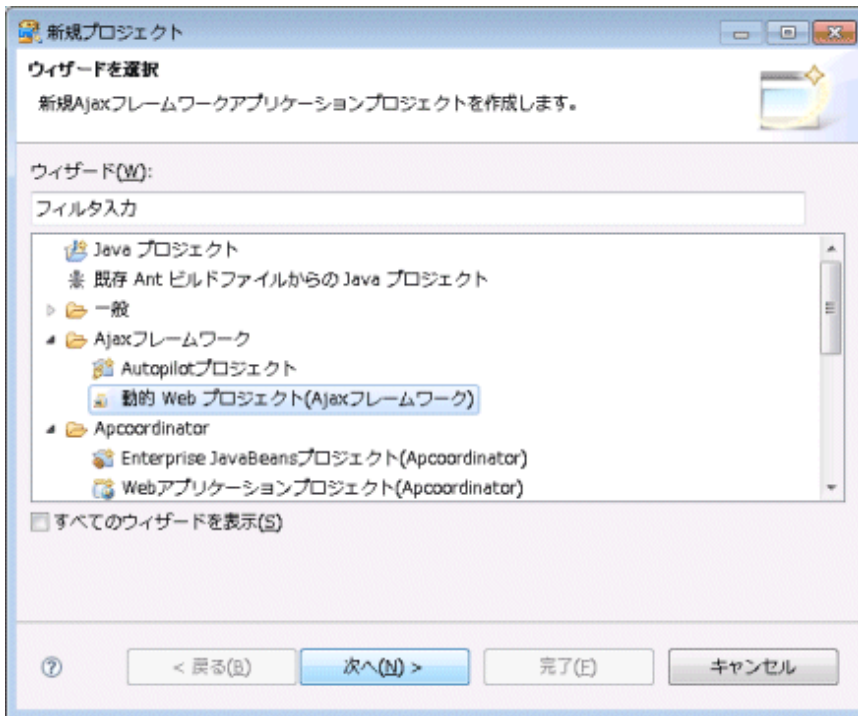 新規プロジェクト
ウィザードを選択
新規Ajaxフレームワークアプリケーションプロジェクトを作成します。
ウィザード(W):
フィルタ入力
Java プロジェクト
既存 Ant ビルドファイルからの Java プロジェクト
一般
Ajaxフレームワーク
Autopilotプロジェクト
動的 Web プロジェクト(Ajaxフレームワーク)
Apcoordinator
Enterprise JavaBeansプロジェクト(Apcoordinator)
Webアプリケーションプロジェクト(Apcoordinator)
すべてのウィザードを表示(S)
? < 戻る(B) 次へ(N) > 完了(F) キャンセル